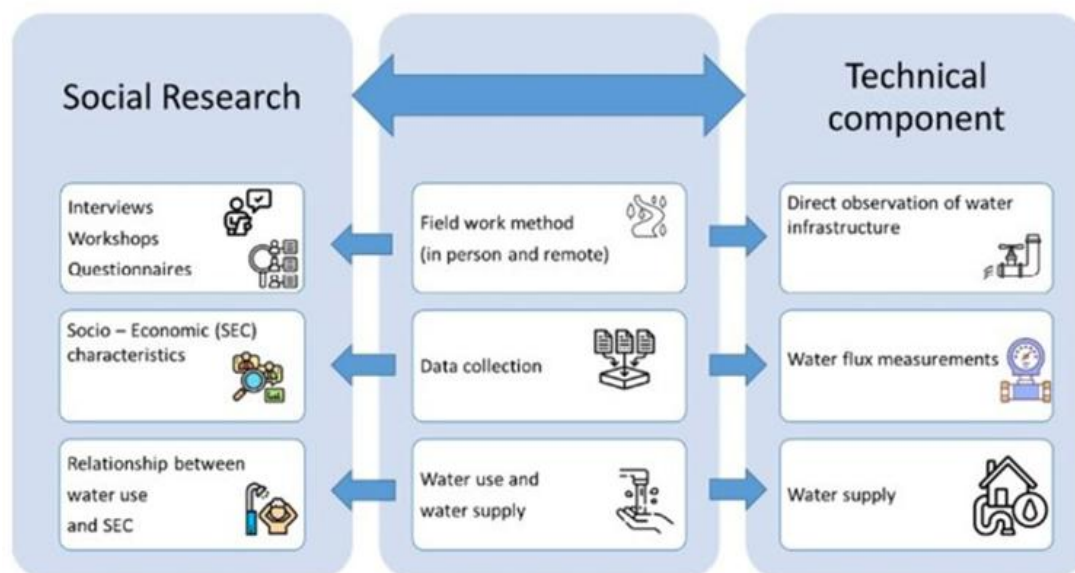 Social Research
Interviews
Workshops
Questionnaires
Socio – Economic (SEC)
characteristics
Relationship between
water use
and SEC
Field work method
(in person and remote)
Data collection
Water use and
water supply
Technical
component
Direct observation of water
infrastructure
Water flux measurements
Water supply